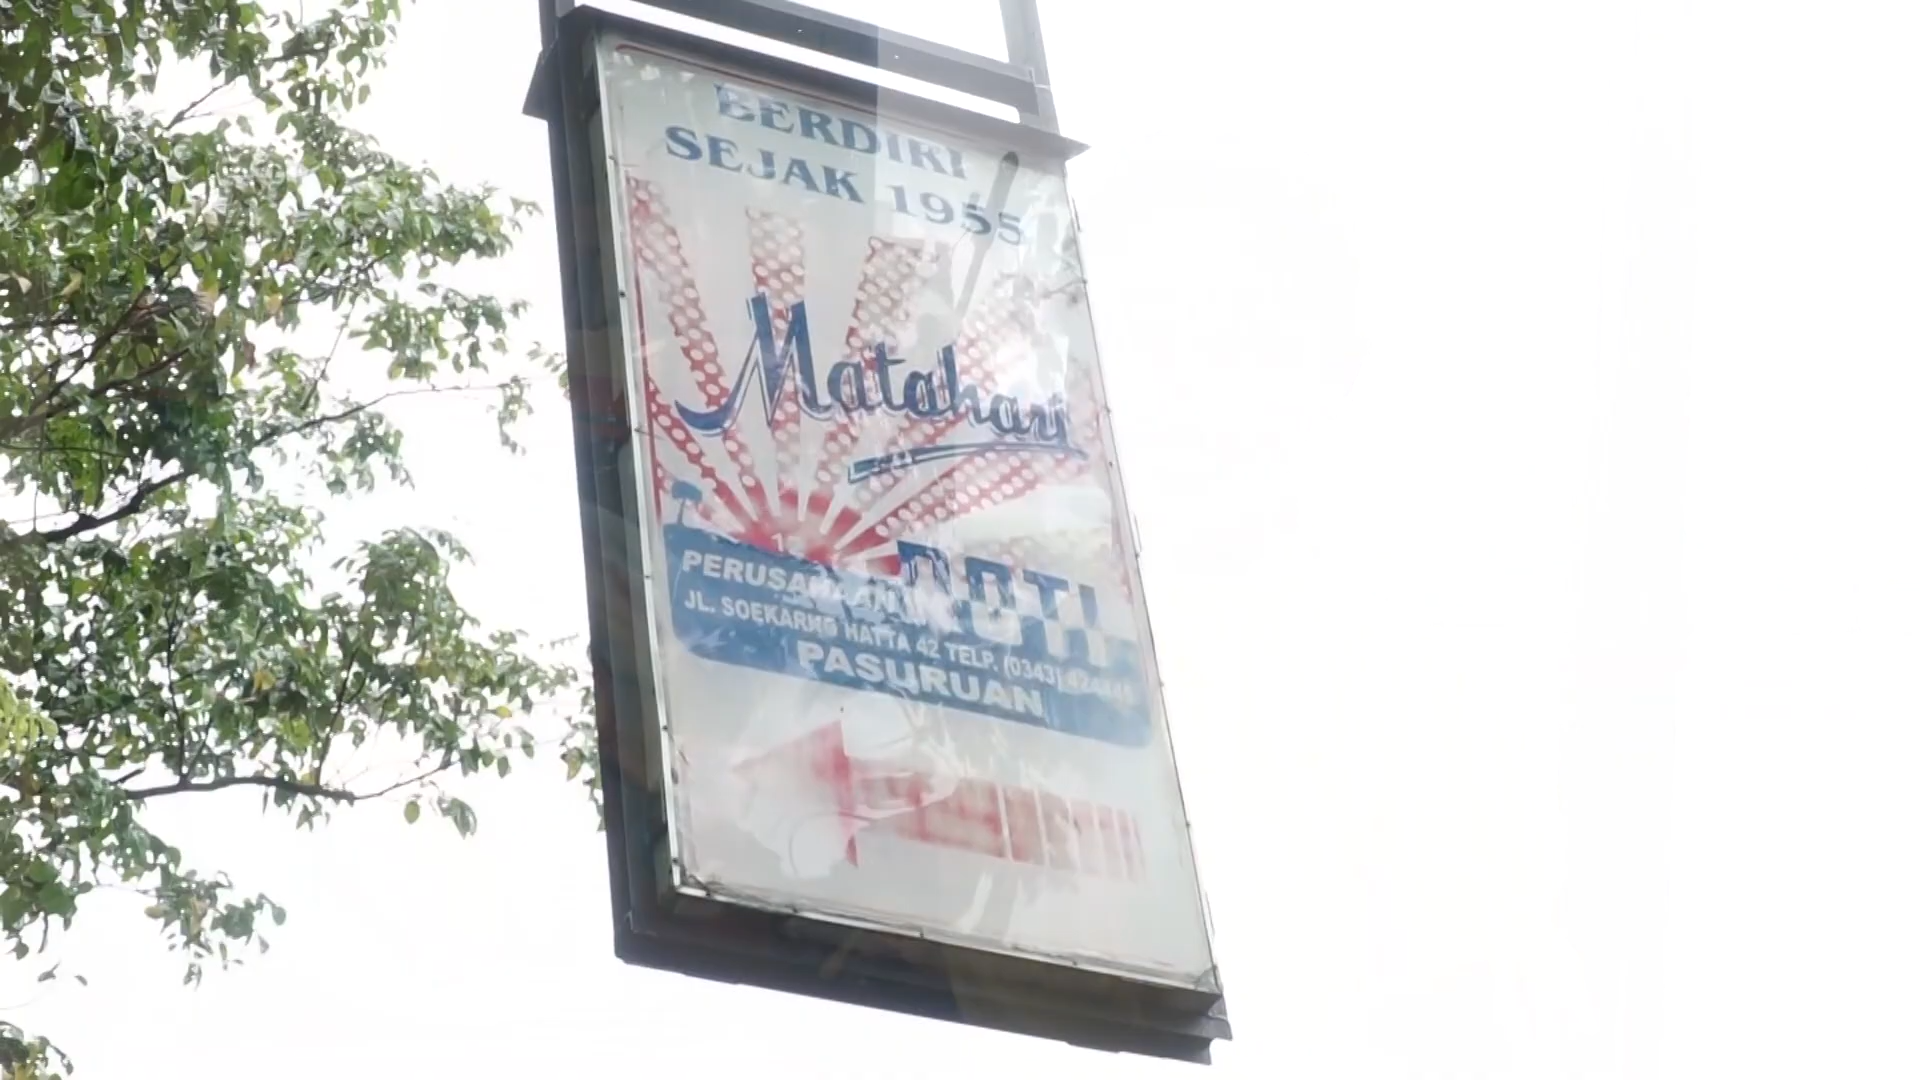 BERDIRI
SEJAK 1955
Matahari
PERUSAHAAN ROTI
JL. SOEKARNO HATTA 42 TELP. (0343)
PASURUAN